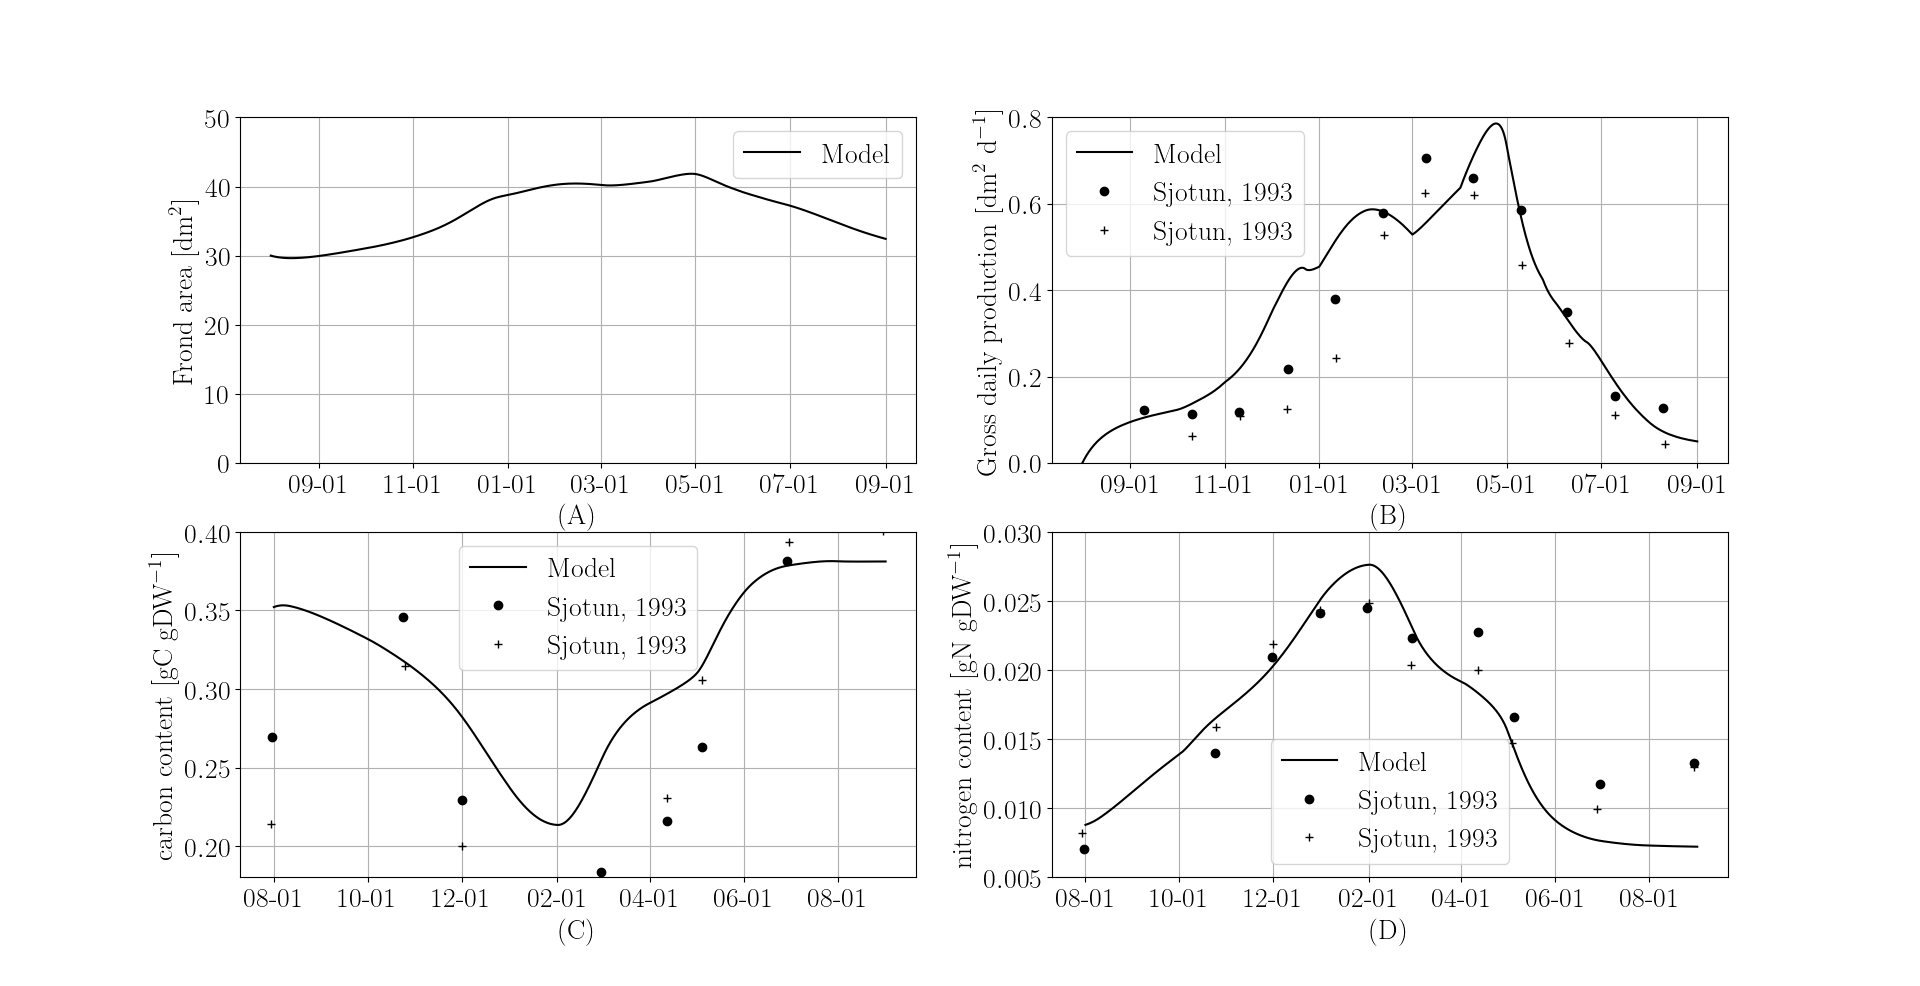 50
40
30
20
10
0
Frond area [dm²]
Model
09-01 11-01 01-01 03-01 05-01 07-01 09-01
(A)
0.8
0.6
0.4
0.2
0.0
Gross daily production [dm² d⁻¹]
Model
Sjotun, 1993
Sjotun, 1993
09-01 11-01 01-01 03-01 05-01 07-01 09-01
(B)
0.40
0.35
0.30
0.25
0.20
carbon content [gC gDW⁻¹]
Model
Sjotun, 1993
Sjotun, 1993
08-01 10-01 12-01 02-01 04-01 06-01 08-01
(C)
0.030
0.025
0.020
0.015
0.010
0.005
nitrogen content [gN gDW⁻¹]
Model
Sjotun, 1993
Sjotun, 1993
08-01 10-01 12-01 02-01 04-01 06-01 08-01
(D)